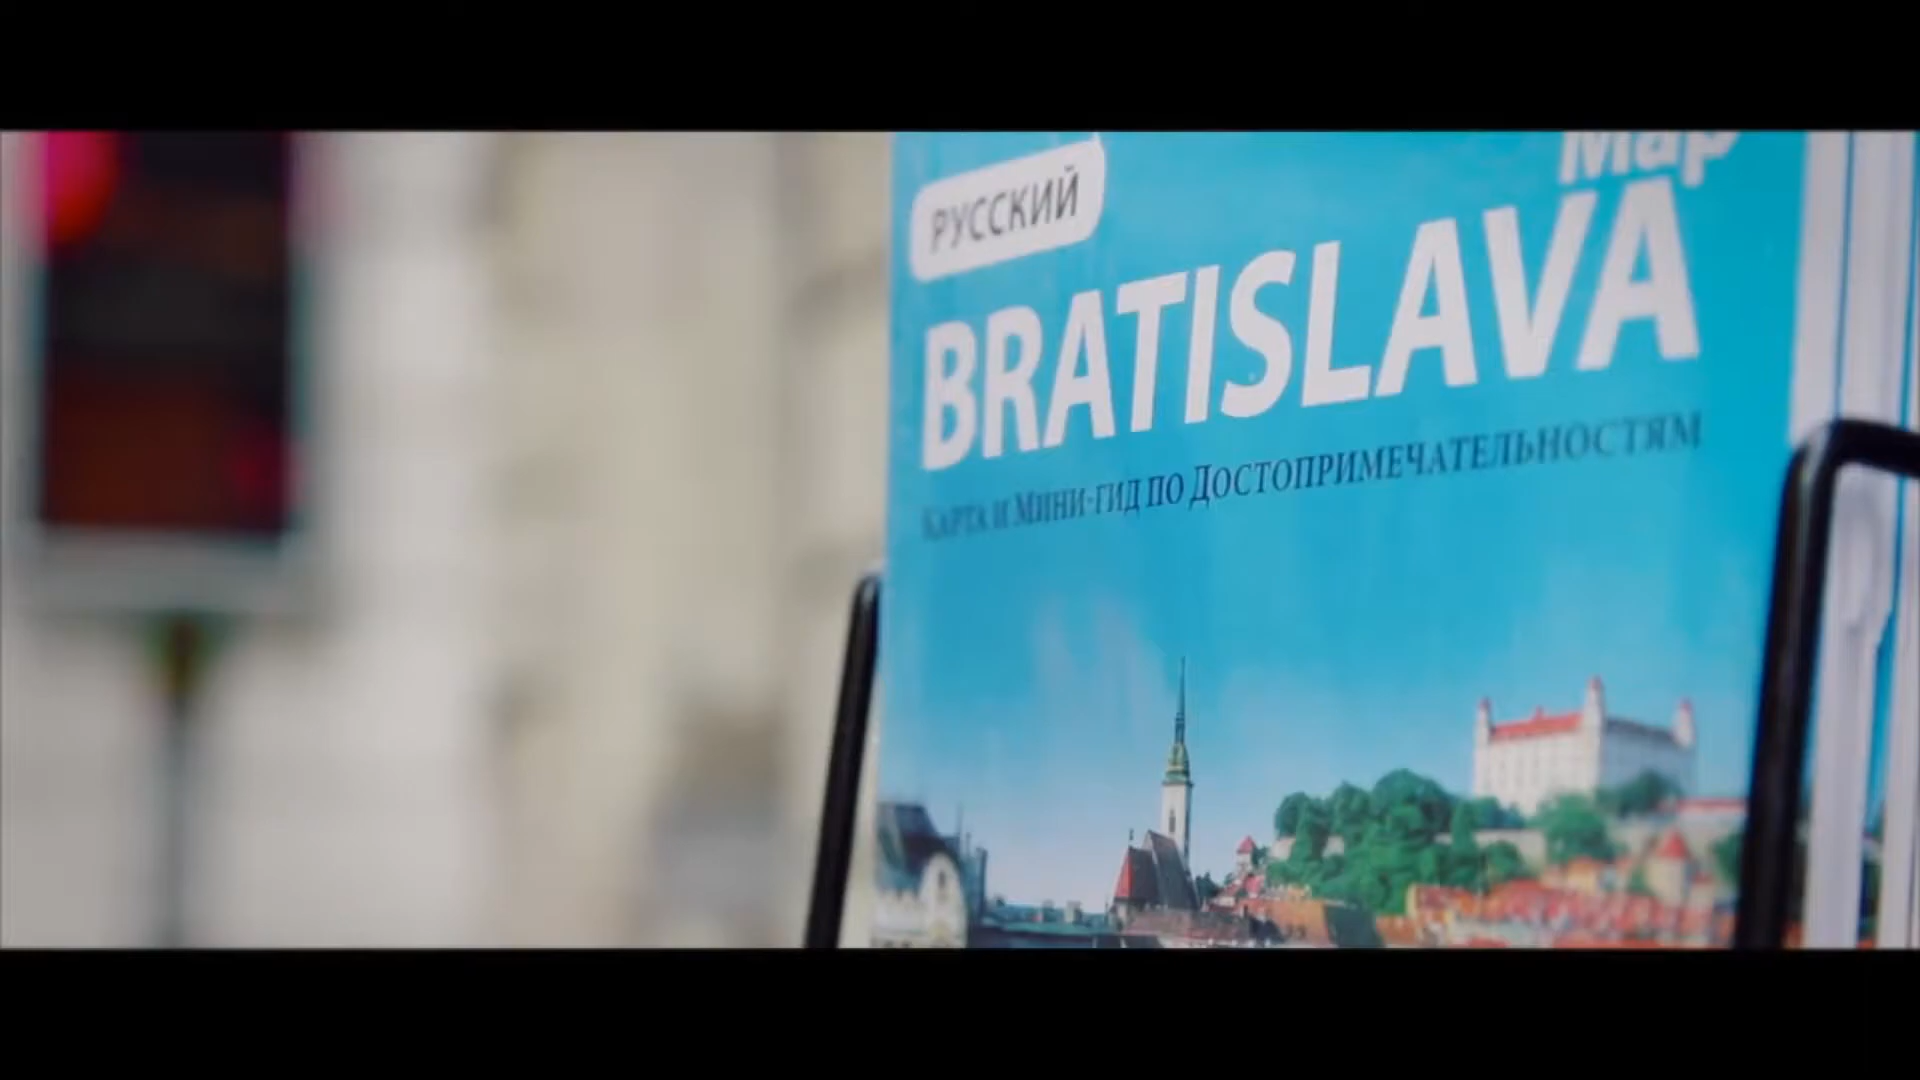 Map
РУССКИЙ
BRATISLAVA
Карта и Мини-гид по Достопримечательностям